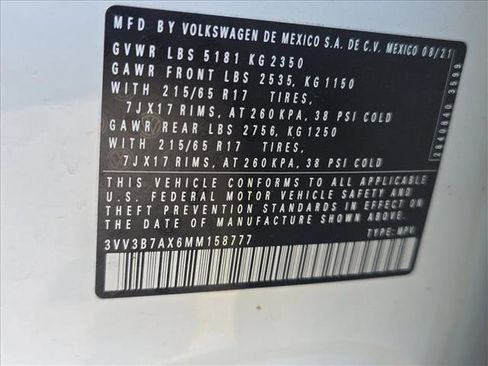 MFD BY VOLKSWAGEN DE MEXICO S.A. DE C.V. MEXICO 08/21
GVWR LBS 5181 KG 2350
GAWR FRONT LBS 2535, KG 1150
WITH 215/65 R17 TIRES,
7JX17 RIMS, AT 260 KPA, 38 PSI COLD
GAWR REAR LBS 2756, KG 1250
WITH 215/65 R17 TIRES,
7JX17 RIMS, AT 260 KPA, 38 PSI COLD
THIS VEHICLE CONFORMS TO ALL APPLICABLE
U.S. FEDERAL MOTOR VEHICLE SAFETY AND
THEFT PREVENTION STANDARDS IN EFFECT ON THE
DATE OF MANUFACTURE SHOWN ABOVE.
3VV3B7AX6MM158777 TYPE: MPV
2840840 3599